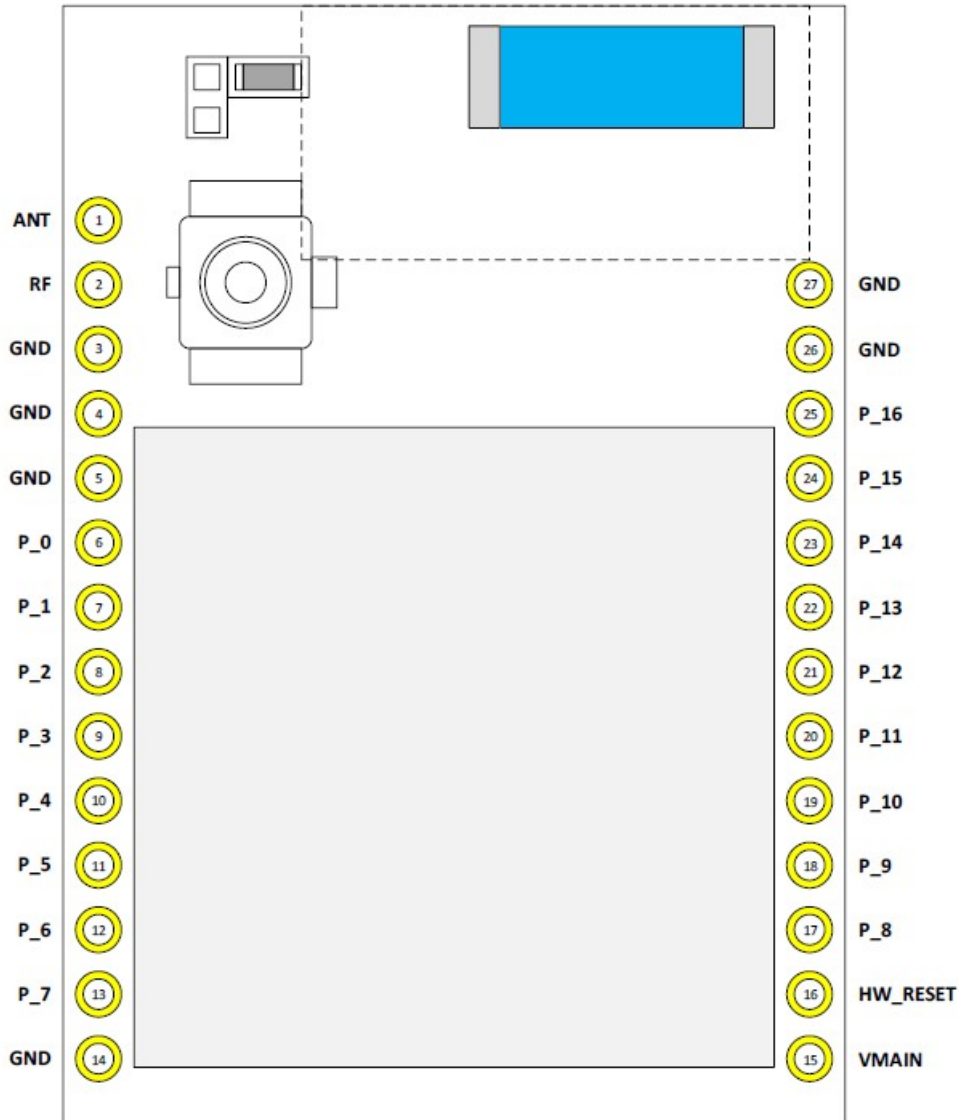 ANT 1
RF 2 27 GND
GND 3 26 GND
GND 4 25 P_16
GND 5 24 P_15
P_0 6 23 P_14
P_1 7 22 P_13
P_2 8 21 P_12
P_3 9 20 P_11
P_4 10 19 P_10
P_5 11 18 P_9
P_6 12 17 P_8
P_7 13 16 HW_RESET
GND 14 15 VMAIN